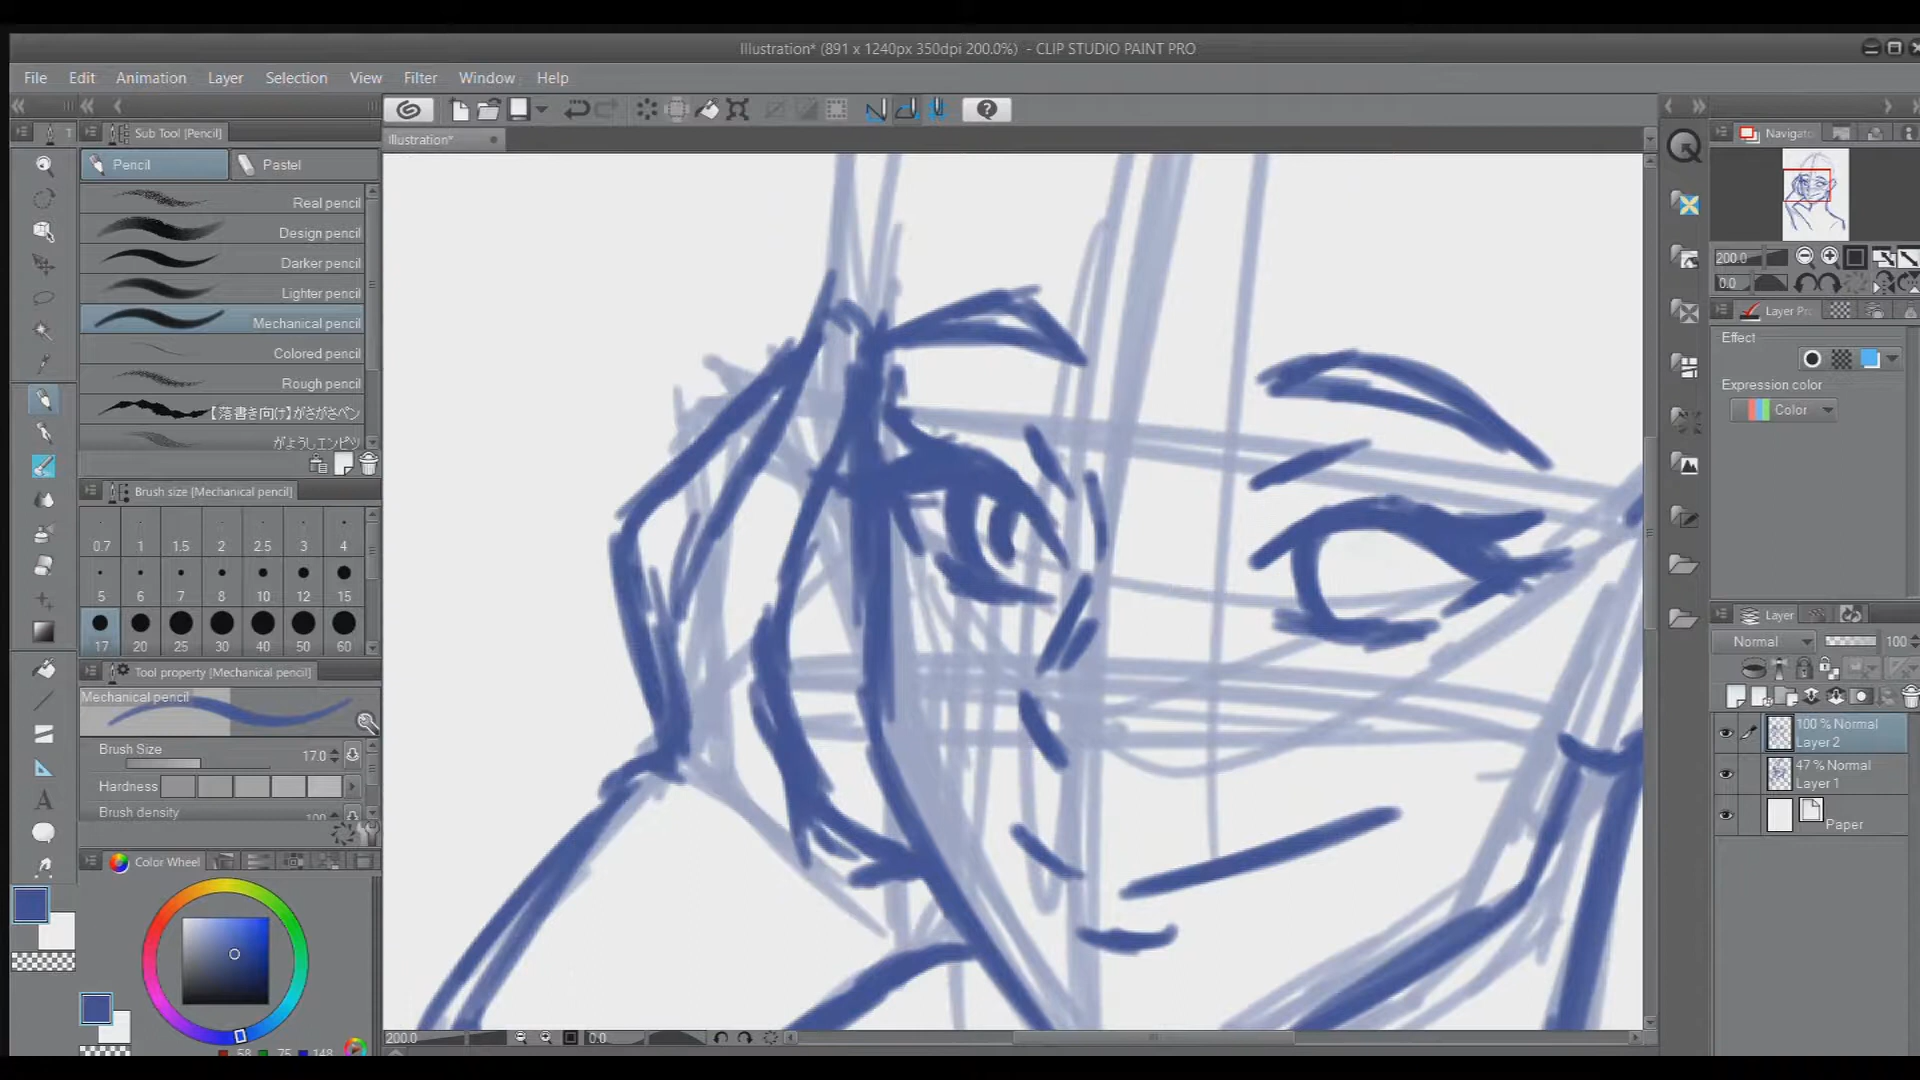 Illustration* (891 x 1240px 350dpi 200.0%) - CLIP STUDIO PAINT PRO
File Edit Animation Layer Selection View Filter Window Help
Illustration*
Sub Tool [Pencil]
Pencil Pastel
Real pencil
Design pencil
Darker pencil
Lighter pencil
Mechanical pencil
Colored pencil
Rough pencil
【落書き向け】がさがさペン
がようしエンピツ
Brush size [Mechanical pencil]
0.7 1 1.5 2 2.5 3 4
5 6 7 8 10 12 15
17 20 25 30 40 50 60
Tool property [Mechanical pencil]
Mechanical pencil
Brush Size 17.0
Hardness
Brush density 100
Color Wheel
58 75 148
200.0 0.0
Navigator
200.0
0.0
Layer Pr
Effect
Expression color
Color
Layer
Normal 100
100 % Normal
Layer 2
47 % Normal
Layer 1
Paper